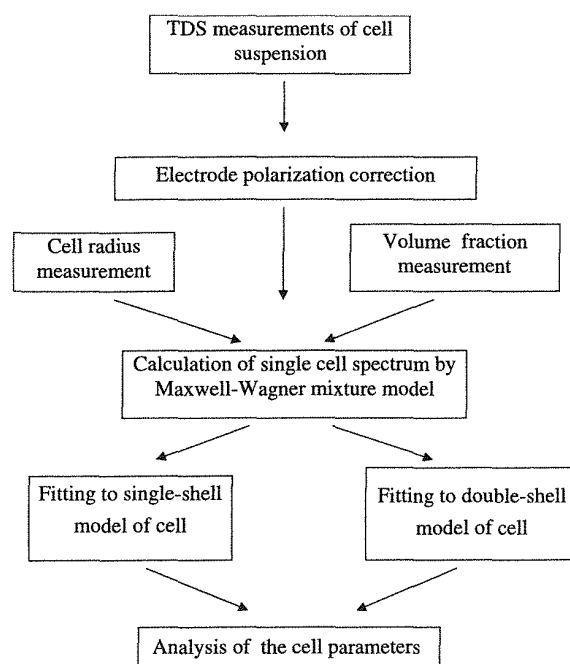 TDS measurements of cell
suspension
Electrode polarization correction
Cell radius
measurement
Volume fraction
measurement
Calculation of single cell spectrum by
Maxwell-Wagner mixture model
Fitting to single-shell
model of cell
Fitting to double-shell
model of cell
Analysis of the cell parameters